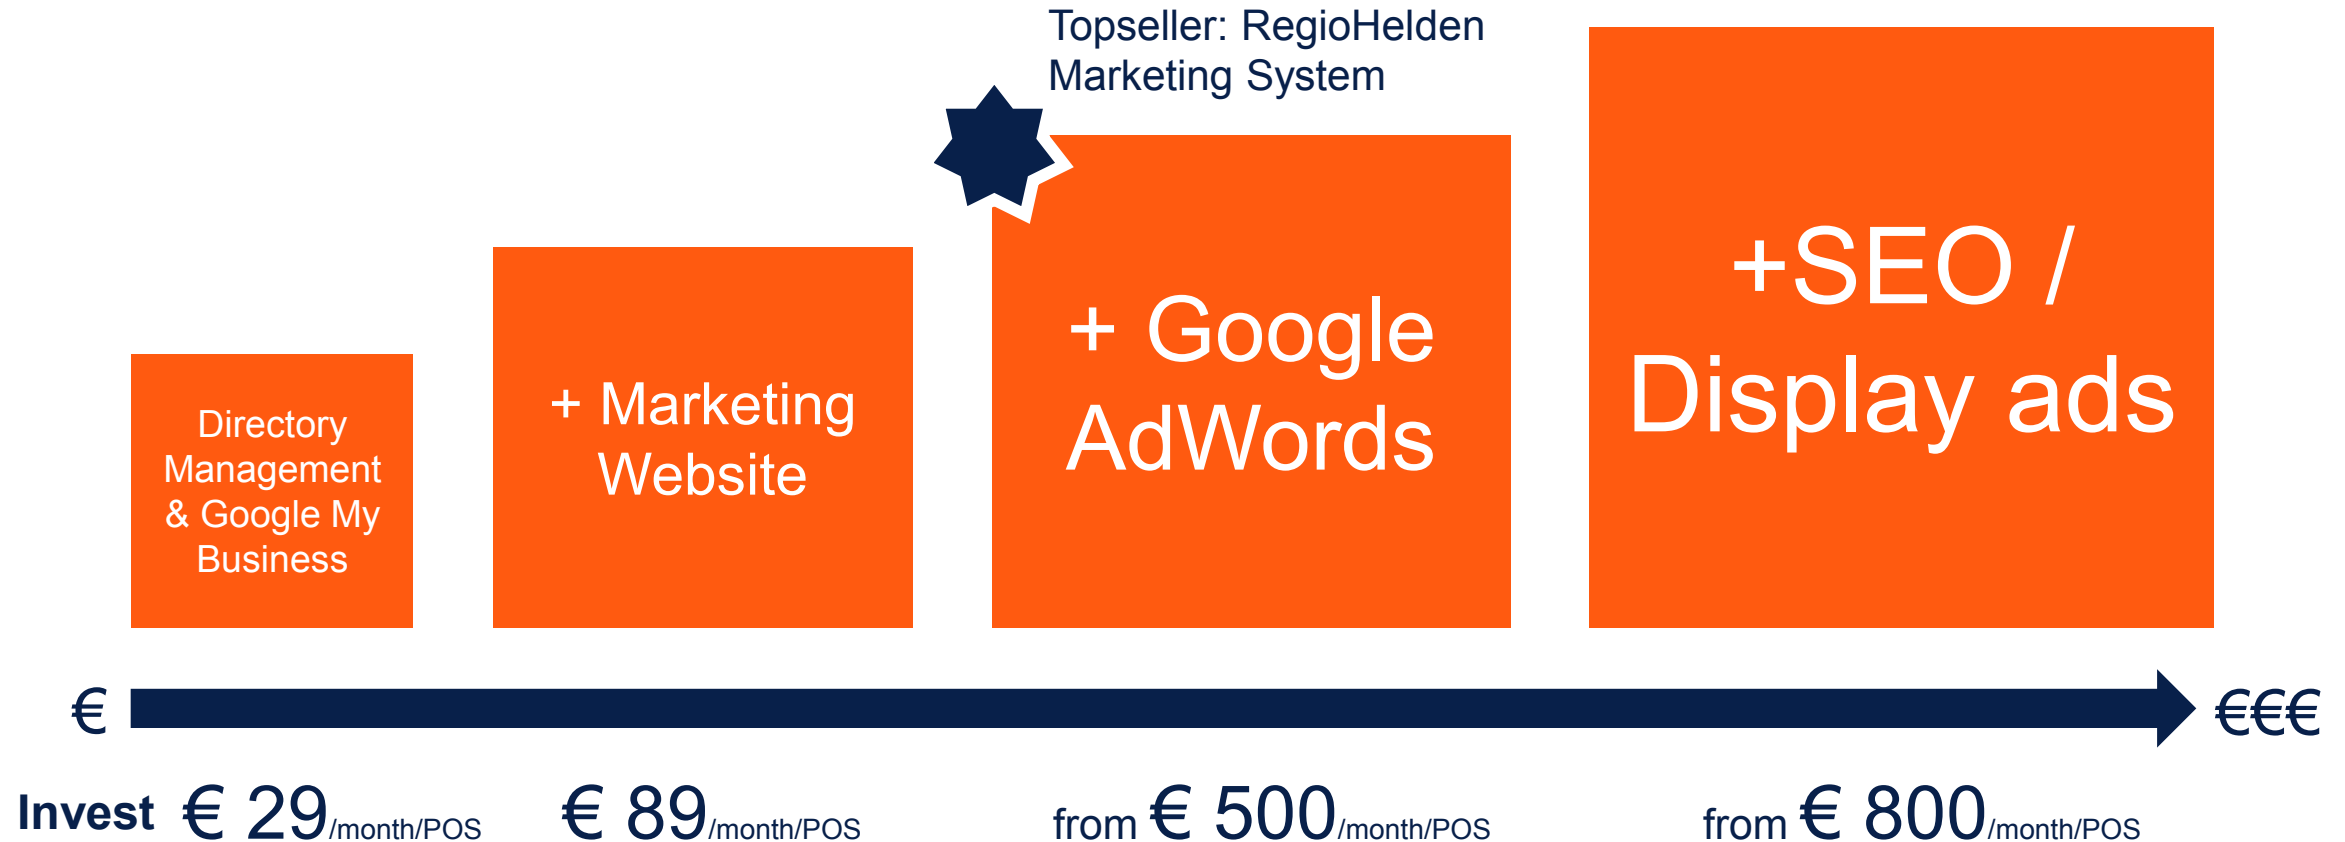 Topseller: RegioHelden
Marketing System
Directory
Management
& Google My
Business
+ Marketing
Website
+ Google
AdWords
+SEO /
Display ads
€
€€€
Invest € 29/month/POS € 89/month/POS from € 500/month/POS from € 800/month/POS